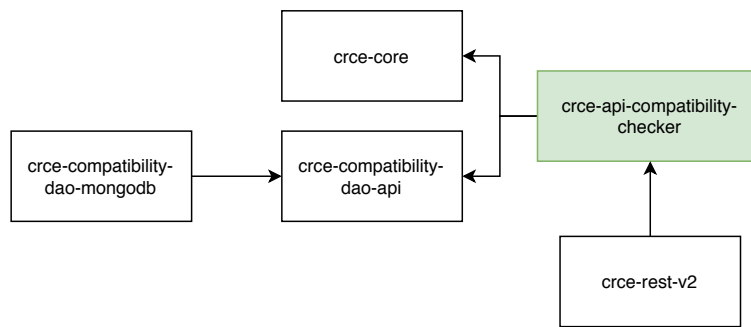 crce-core
crce-api-compatibility-
checker
crce-compatibility-
dao-mongodb
crce-compatibility-
dao-api
crce-rest-v2